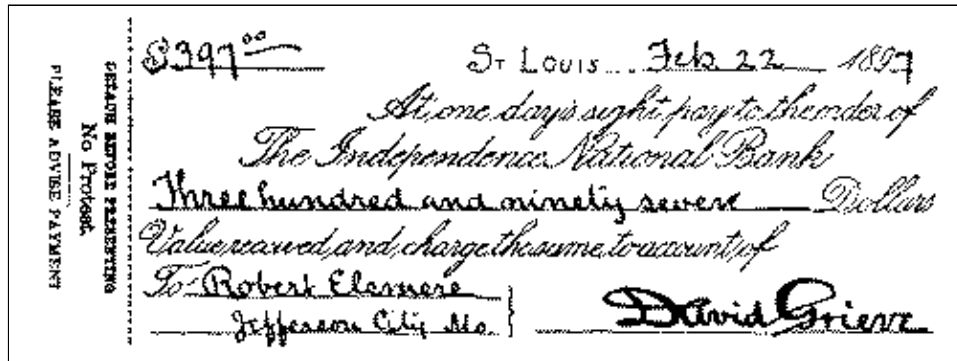 $397.00
St Louis Feb. 22 1897
At one day's sight pay to the order of
The Independence National Bank
Three hundred and ninety seven Dollars
Value received, and charge the same to account of
To Robert Elsmere
Jefferson City Mo.
David Grieve
DETACH BEFORE PRESENTING
No Protest.
PLEASE ADVISE PAYMENT